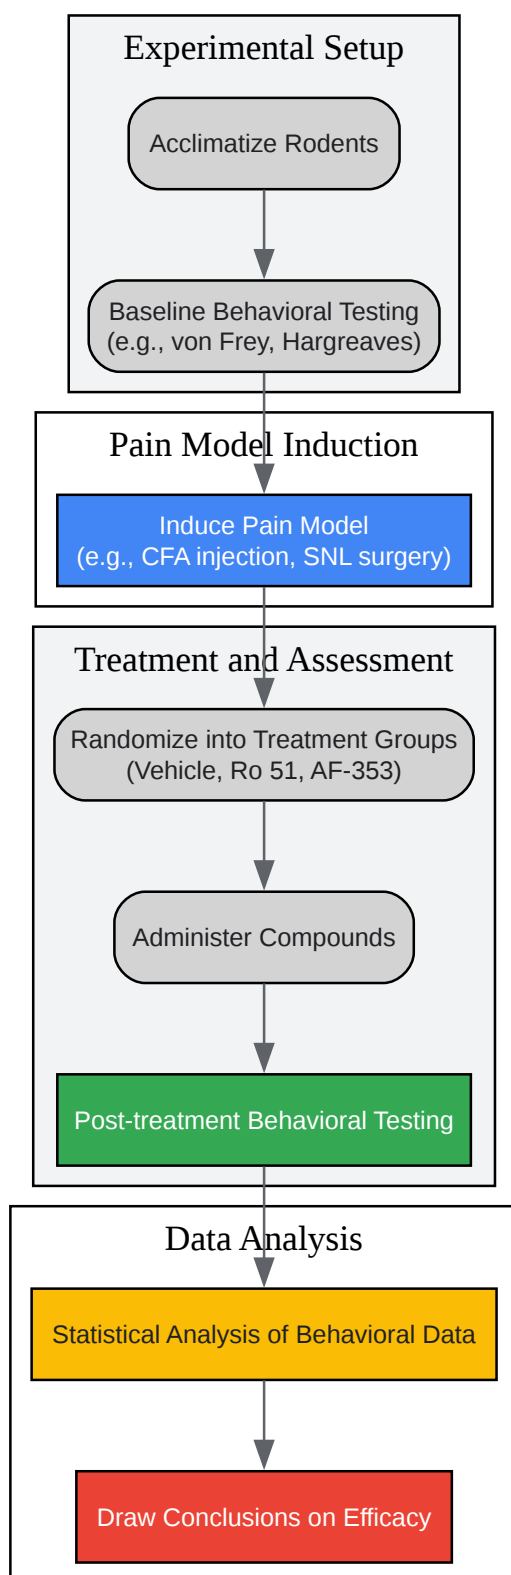 Experimental Setup
Acclimatize Rodents
Baseline Behavioral Testing
(e.g., von Frey, Hargreaves)
Pain Model Induction
Induce Pain Model
(e.g., CFA injection, SNL surgery)
Treatment and Assessment
Randomize into Treatment Groups
(Vehicle, Ro 51, AF-353)
Administer Compounds
Post-treatment Behavioral Testing
Data Analysis
Statistical Analysis of Behavioral Data
Draw Conclusions on Efficacy